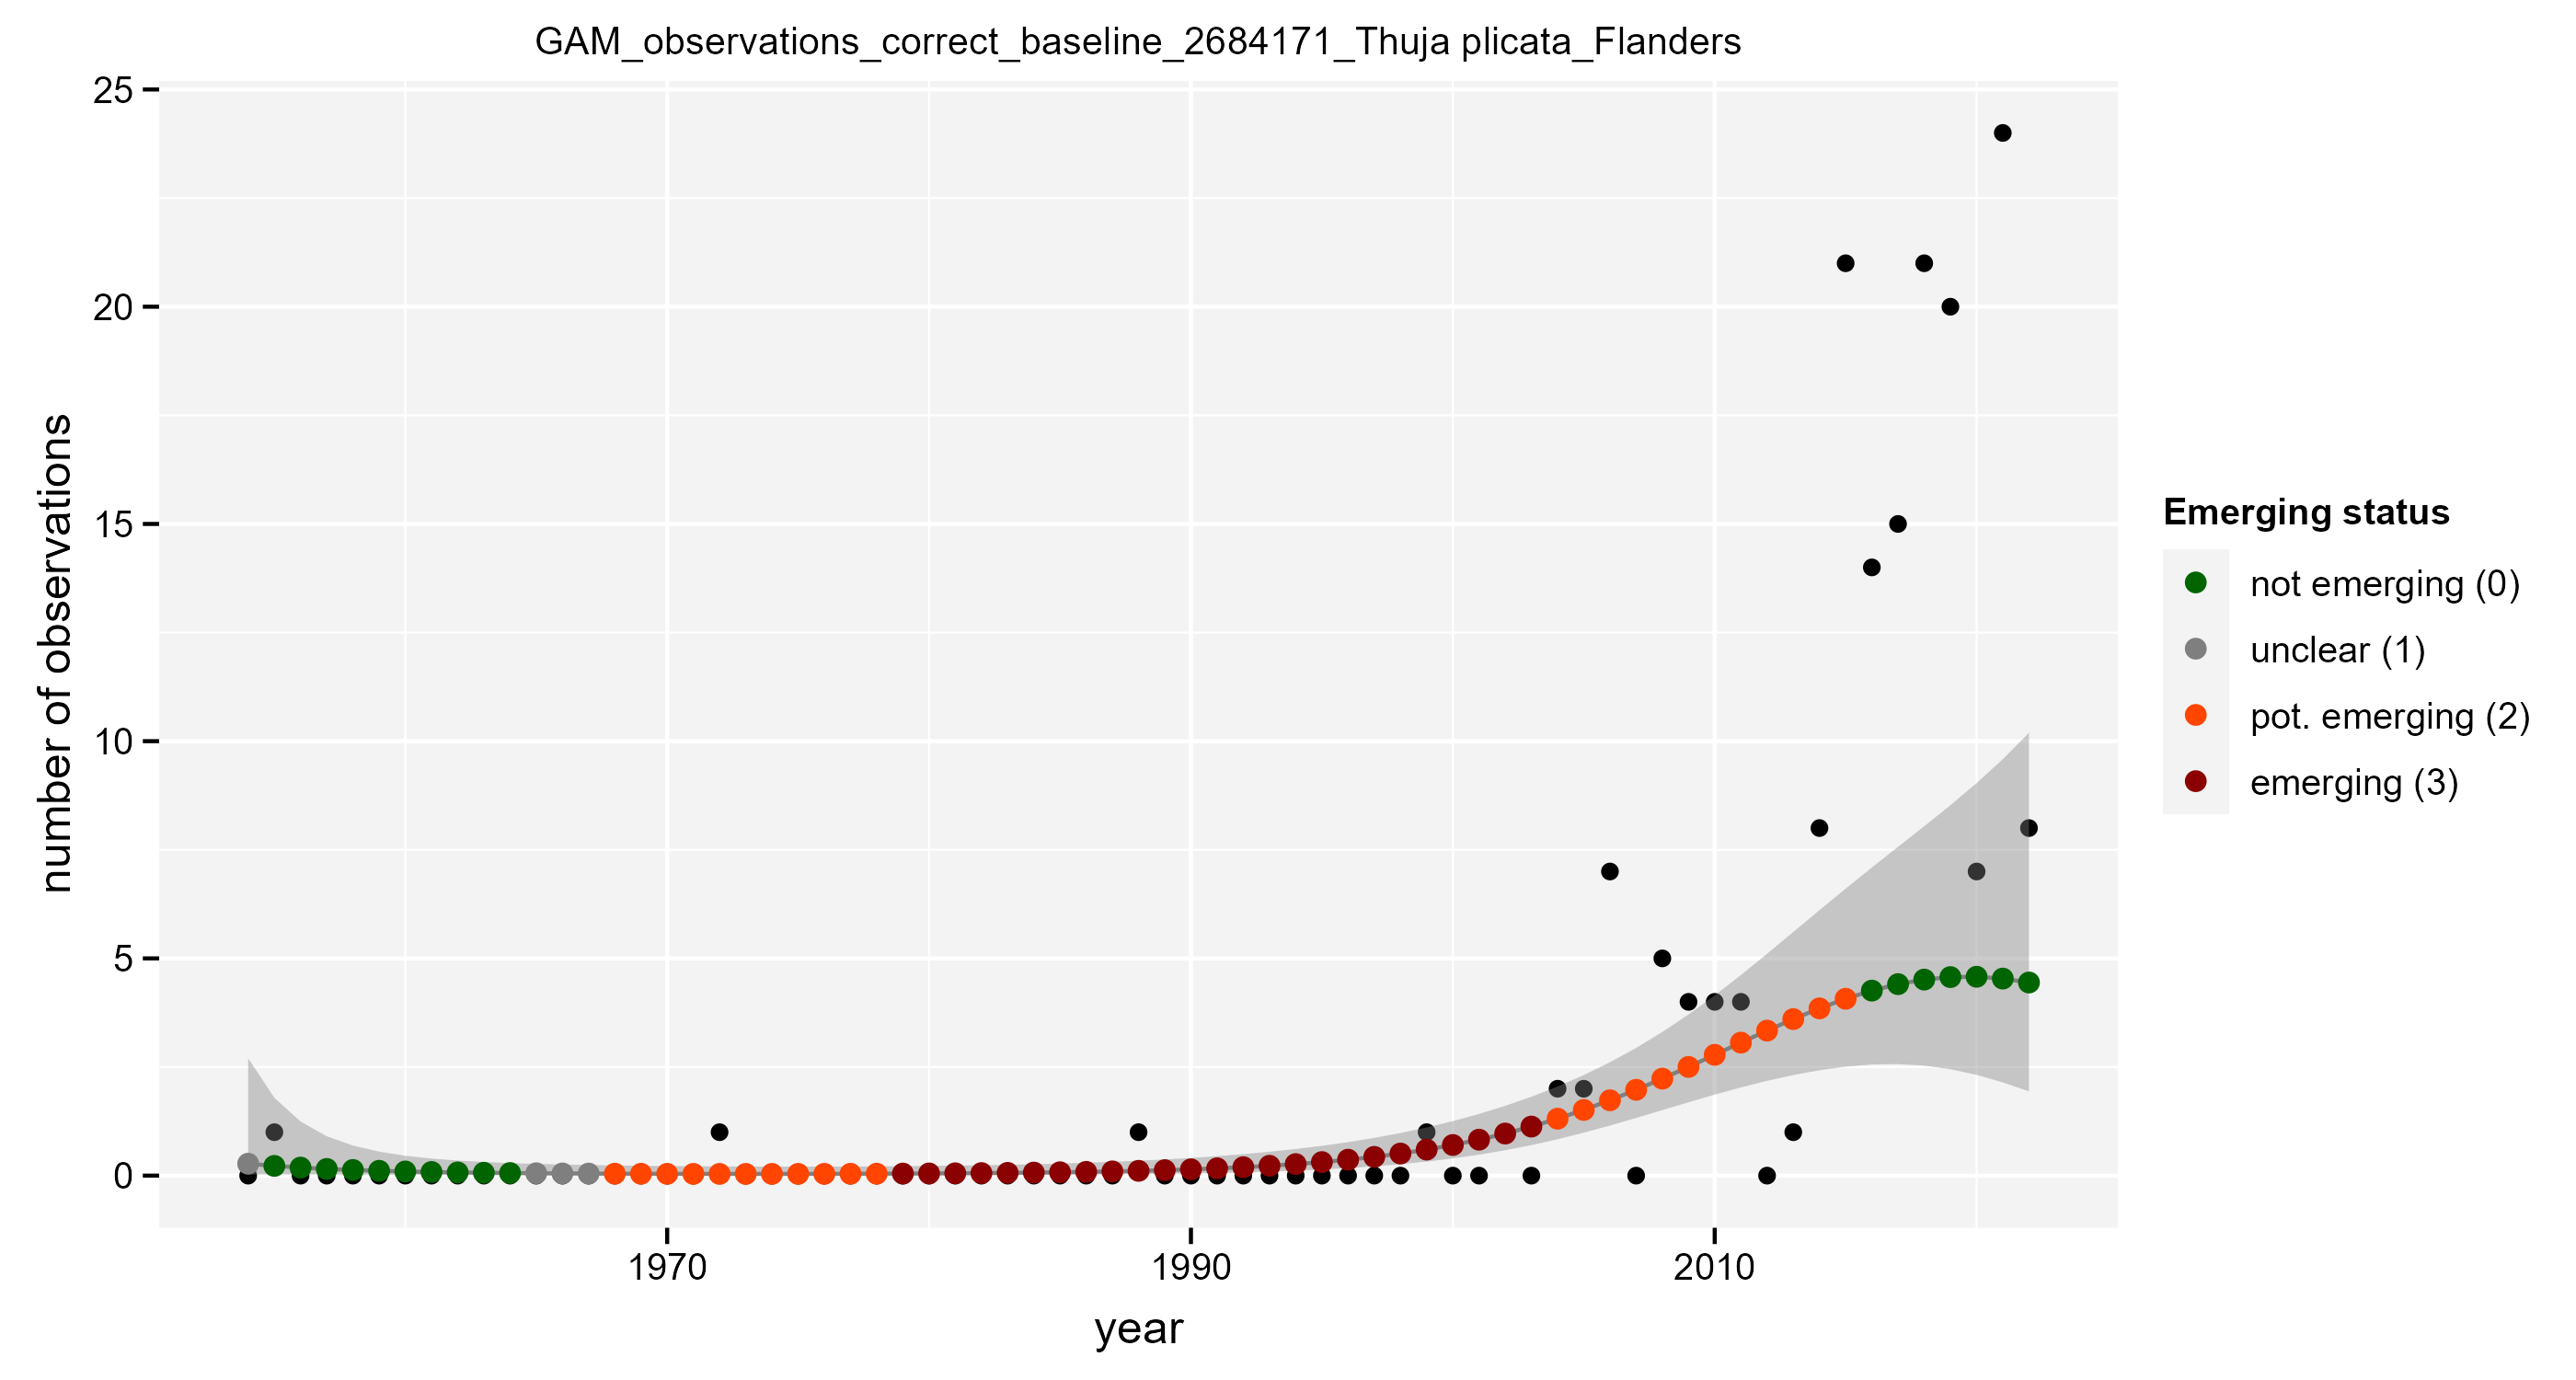 GAM_observations_correct_baseline_2684171_Thuja plicata_Flanders
25
20
15
10
5
0
number of observations
1970
1990
2010
year
Emerging status
not emerging (0)
unclear (1)
pot. emerging (2)
emerging (3)